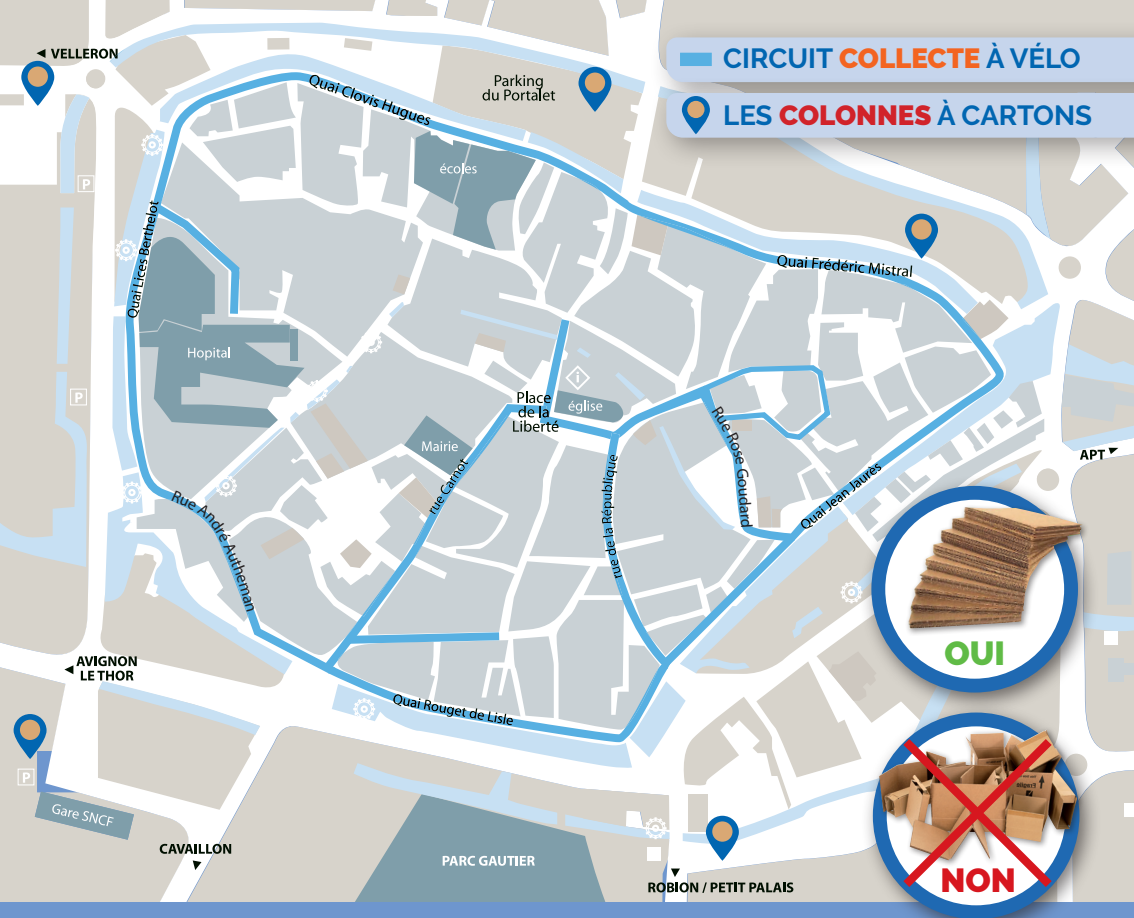 ◄ VELLERON
CIRCUIT COLLECTE À VÉLO
LES COLONNES À CARTONS
Parking
du Portalet
Quai Clovis Hugues
écoles
P
Quai Lices Berthelot
Quai Frédéric Mistral
Hopital
P
i
Place
de la
Liberté
église
Mairie
rue Carnot
Rue Rose Goudard
rue de la République
Quai Jean Jaurès
APT
Rue André Autheman
OUI
AVIGNON
LE THOR
Quai Rouget de Lisle
P
Gare SNCF
CAVAILLON
PARC GAUTIER
ROBION / PETIT PALAIS
NON